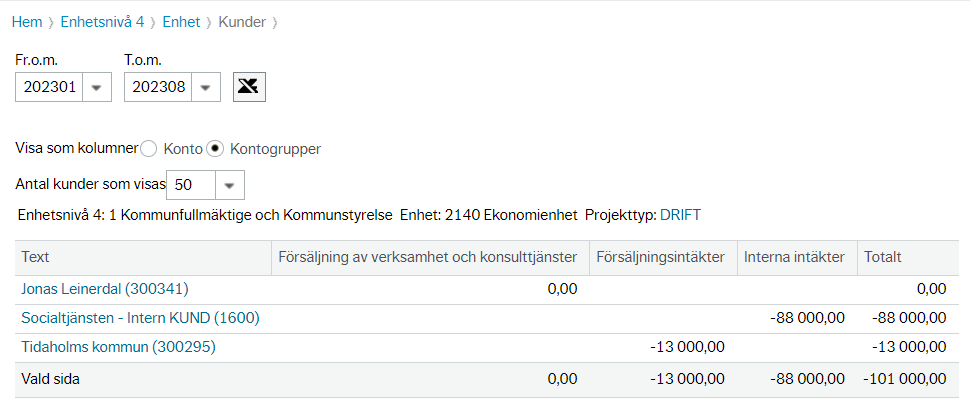 Hem 〉 Enhetsnivå 4 〉 Enhet 〉 Kunder 〉
Fr.o.m. T.o.m.
202301 202308
Visa som kolumner Konto Kontogrupper
Antal kunder som visas 50
Enhetsnivå 4: 1 Kommunfullmäktige och Kommunstyrelse Enhet: 2140 Ekonomienhet Projekttyp: DRIFT
Text Försäljning av verksamhet och konsulttjänster Försäljningsintäkter Interna intäkter Totalt
Jonas Leinerdal (300341) 0,00 0,00
Socialtjänsten - Intern KUND (1600) -88 000,00 -88 000,00
Tidaholms kommun (300295) -13 000,00 -13 000,00
Vald sida 0,00 -13 000,00 -88 000,00 -101 000,00